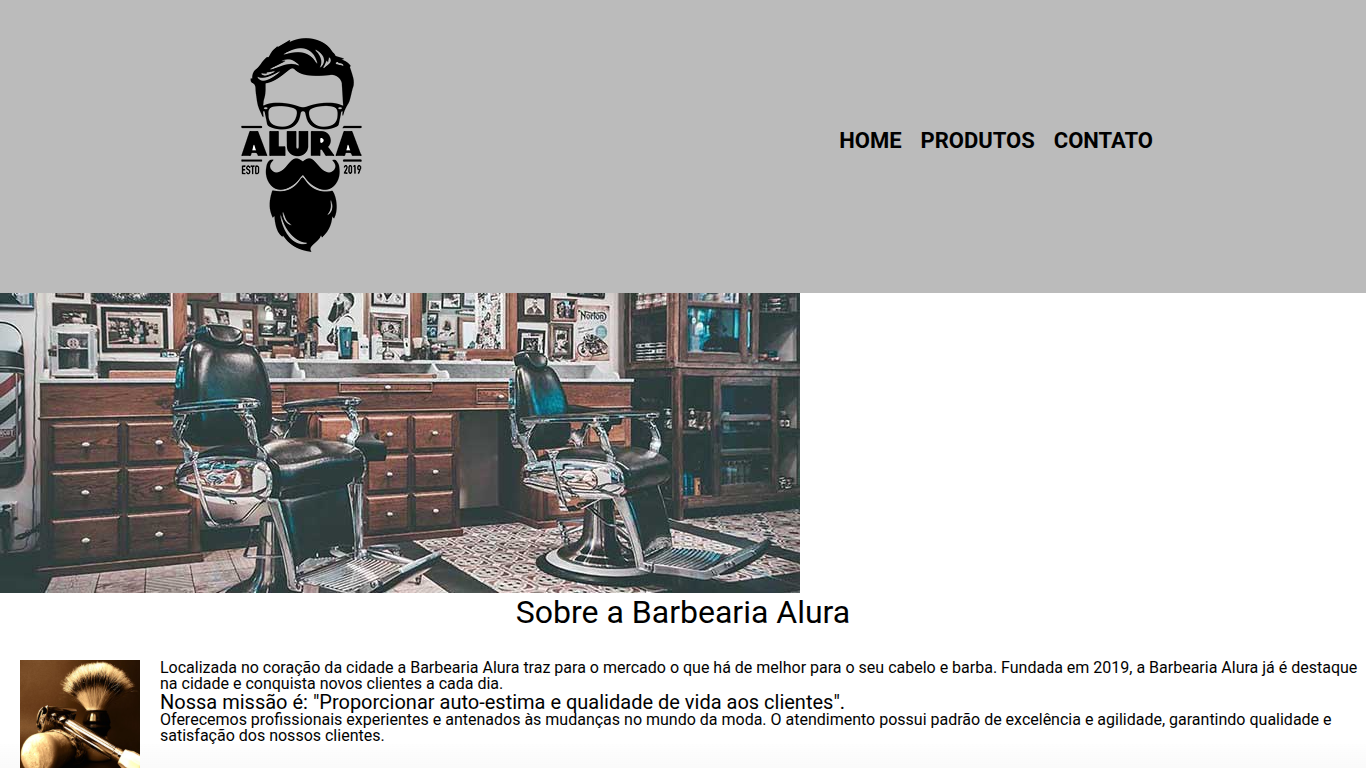 ALURA
ESTD 2019
HOME PRODUTOS CONTATO
Norton
Sobre a Barbearia Alura
Localizada no coração da cidade a Barbearia Alura traz para o mercado o que há de melhor para o seu cabelo e barba. Fundada em 2019, a Barbearia Alura já é destaque
na cidade e conquista novos clientes a cada dia.
Nossa missão é: "Proporcionar auto-estima e qualidade de vida aos clientes".
Oferecemos profissionais experientes e antenados às mudanças no mundo da moda. O atendimento possui padrão de excelência e agilidade, garantindo qualidade e
satisfação dos nossos clientes.